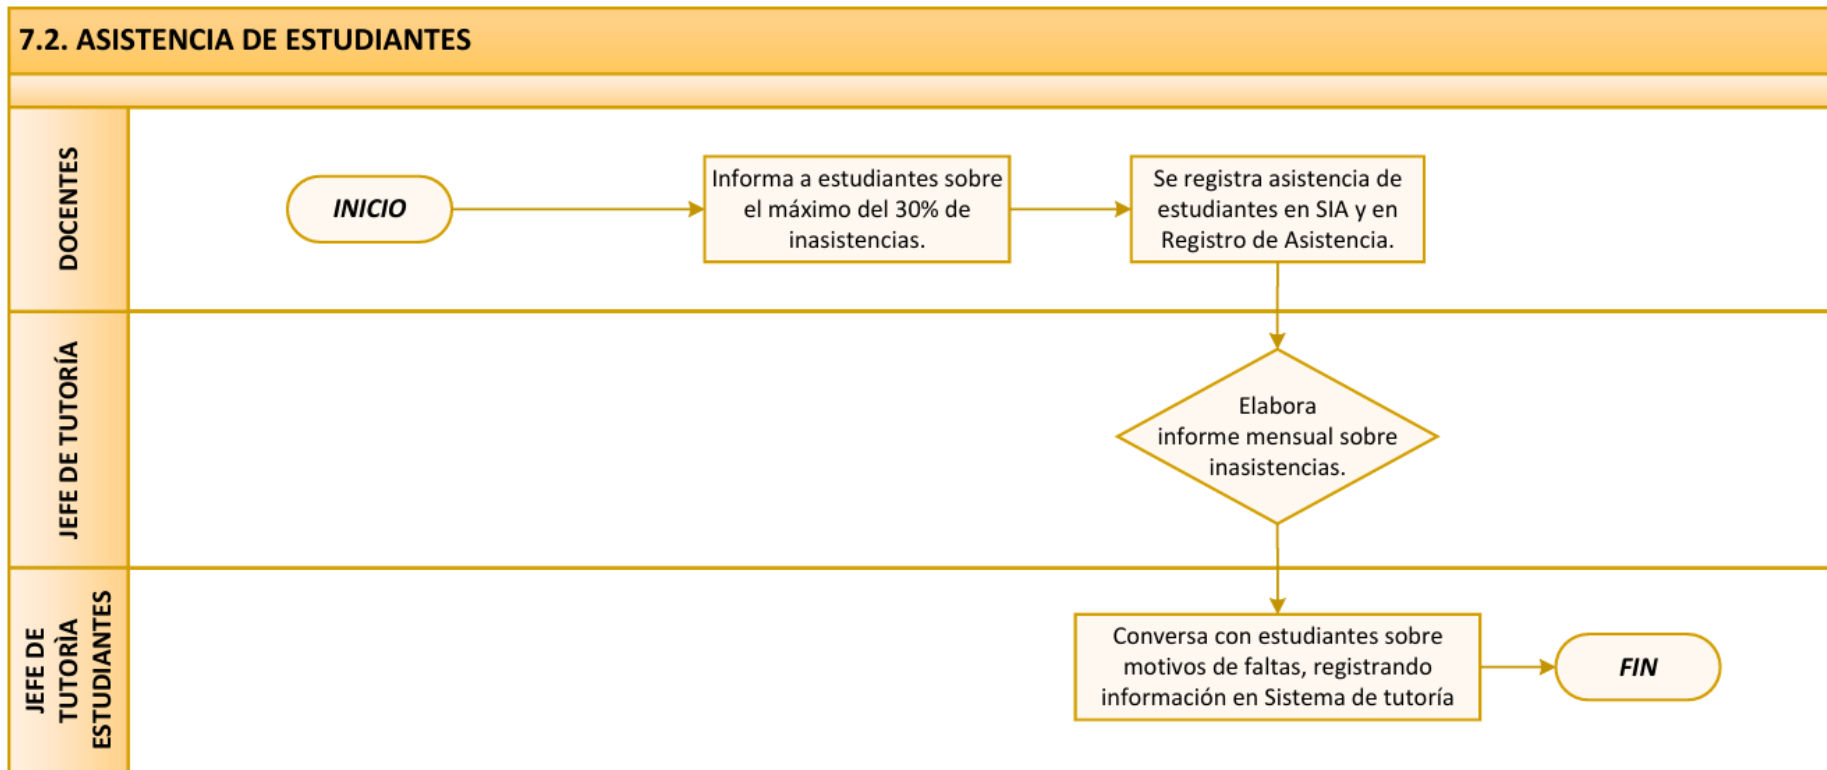 7.2. ASISTENCIA DE ESTUDIANTES
DOCENTES
INICIO
Informa a estudiantes sobre
el máximo del 30% de
inasistencias.
Se registra asistencia de
estudiantes en SIA y en
Registro de Asistencia.
JEFE DE TUTORÍA
Elabora
informe mensual sobre
inasistencias.
JEFE DE
TUTORÌA
ESTUDIANTES
Conversa con estudiantes sobre
motivos de faltas, registrando
información en Sistema de tutoría
FIN